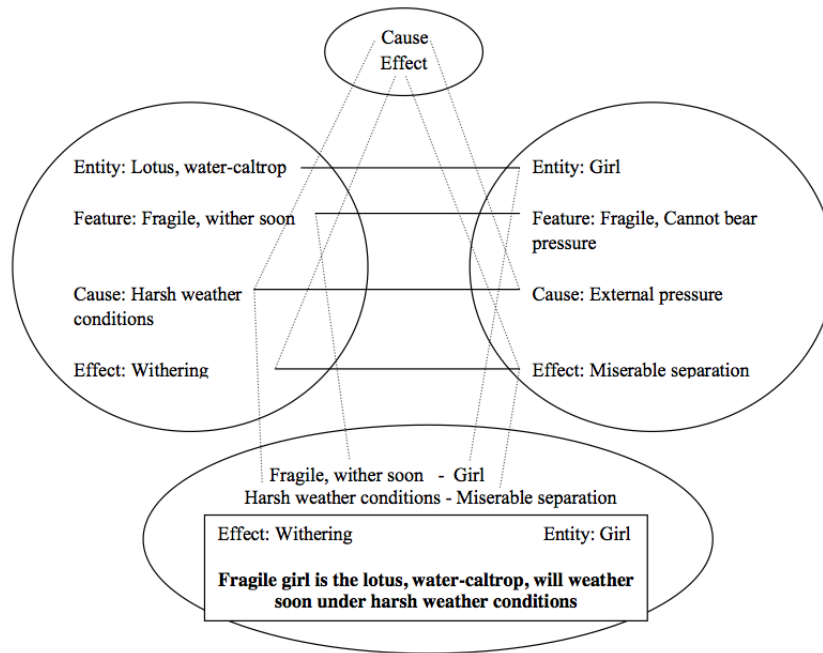 Cause
Effect
Entity: Lotus, water-caltrop
Feature: Fragile, wither soon
Cause: Harsh weather
conditions
Effect: Withering
Entity: Girl
Feature: Fragile, Cannot bear
pressure
Cause: External pressure
Effect: Miserable separation
Fragile, wither soon - Girl
Harsh weather conditions - Miserable separation
Effect: Withering Entity: Girl
Fragile girl is the lotus, water-caltrop, will weather
soon under harsh weather conditions